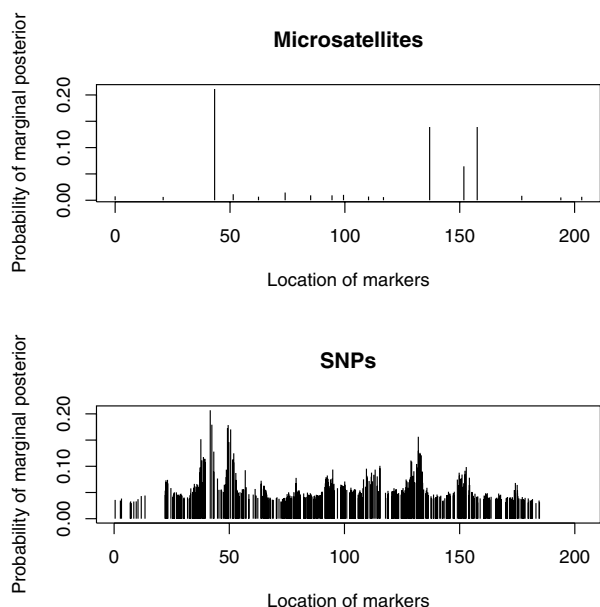 Microsatellites
Probability of marginal posterior
0.00 0.10 0.20
0 50 100 150 200
Location of markers
SNPs
Probability of marginal posterior
0.00 0.10 0.20
0 50 100 150 200
Location of markers